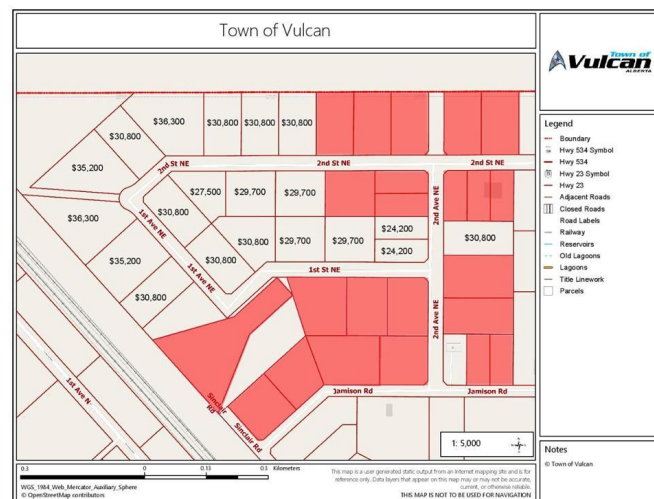 Town of Vulcan
Town of
Vulcan
ALBERTA
$36,300
$30,800
$30,800
$30,800
$30,800
$35,200
2nd St NE
2nd St NE
2nd St NE
$27,500
$29,700
$29,700
$36,300
$30,800
1st Ave NE
2nd Ave NE
$24,200
$30,800
$29,700
$29,700
$24,200
$30,800
$35,200
$30,800
1st Ave NE
1st St NE
$30,800
2nd Ave NE
1st Ave N
Sinclair Rd
Jamison Rd
Jamison Rd
Sinclair Rd
1: 5,000
Legend
Boundary
Hwy 534 Symbol
Hwy 534
Hwy 23 Symbol
Hwy 23
Adjacent Roads
Closed Roads
Road Labels
Railway
Reservoirs
Old Lagoons
Lagoons
Title Linework
Parcels
Notes
© Town of Vulcan
0.3 0 0.13 0.3 Kilometers
WGS_1984_Web_Mercator_Auxiliary_Sphere
© OpenStreetMap contributors
This map is a user generated static output from an Internet mapping site and is for
reference only. Data layers that appear on this map may or may not be accurate,
current, or otherwise reliable.
THIS MAP IS NOT TO BE USED FOR NAVIGATION